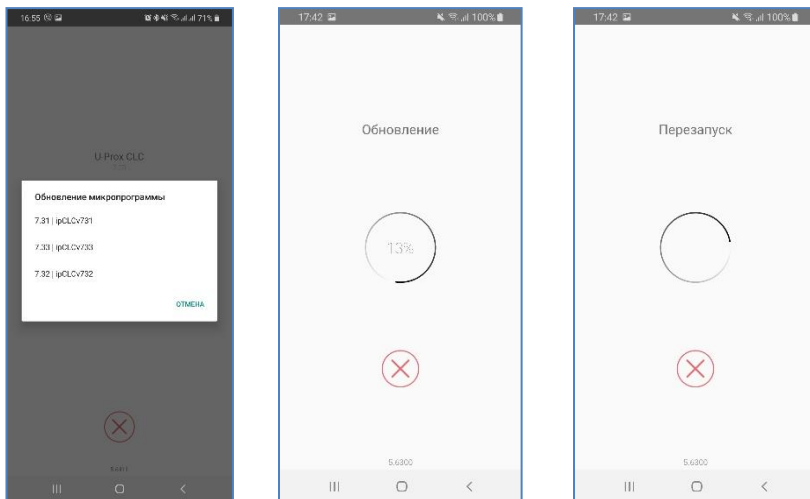 16:55
71%
U-Prox CLC
Обновление микропрограммы
7.31 | ipCLCv731
7.33 | ipCLCv733
7.32 | ipCLCv732
ОТМЕНА
17:42
100%
Обновление
13%
5.6300
17:42
100%
Перезапуск
5.6300